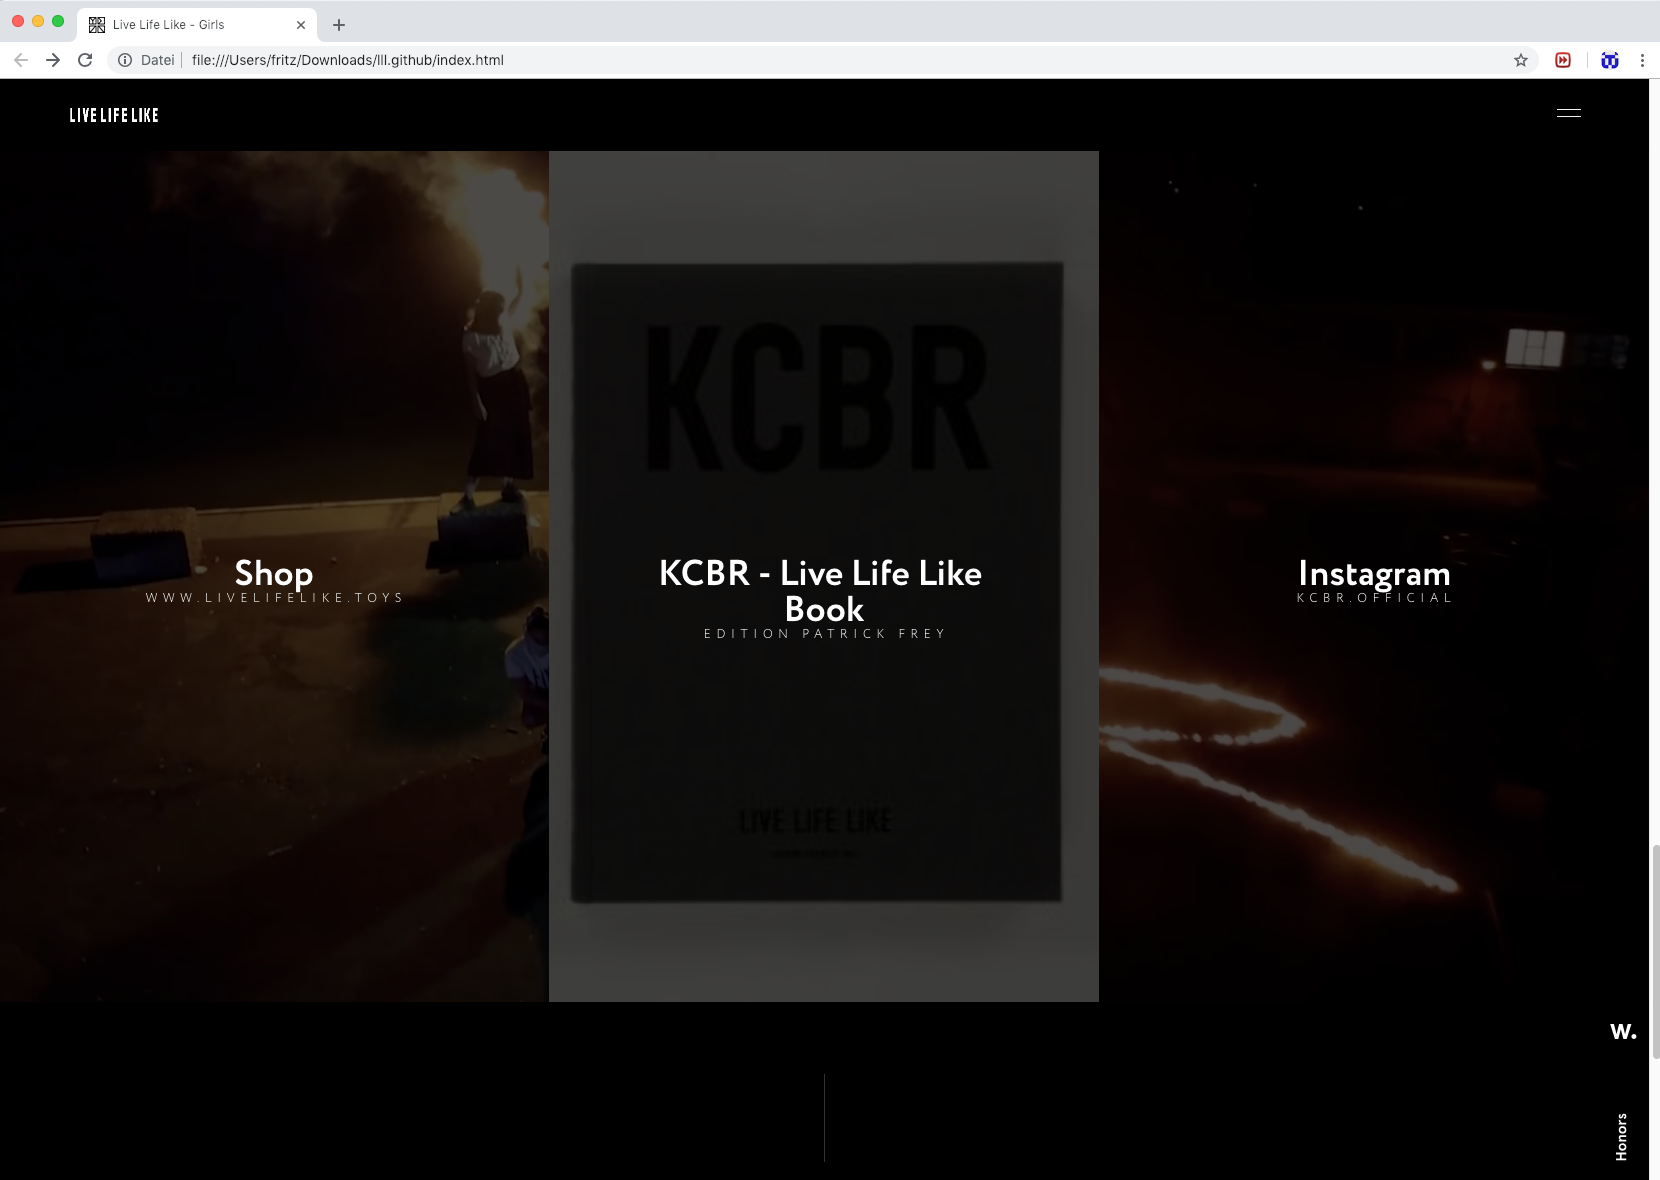 Live Life Like - Girls
Datei
file:///Users/fritz/Downloads/lll.github/index.html
LIVE LIFE LIKE
KCBR
Shop
WWW.LIVELIFELIKE.TOYS
KCBR - Live Life Like
Book
EDITION PATRICK FREY
Instagram
KCBR.OFFICIAL
LIVE LIFE LIKE
W.
Honors